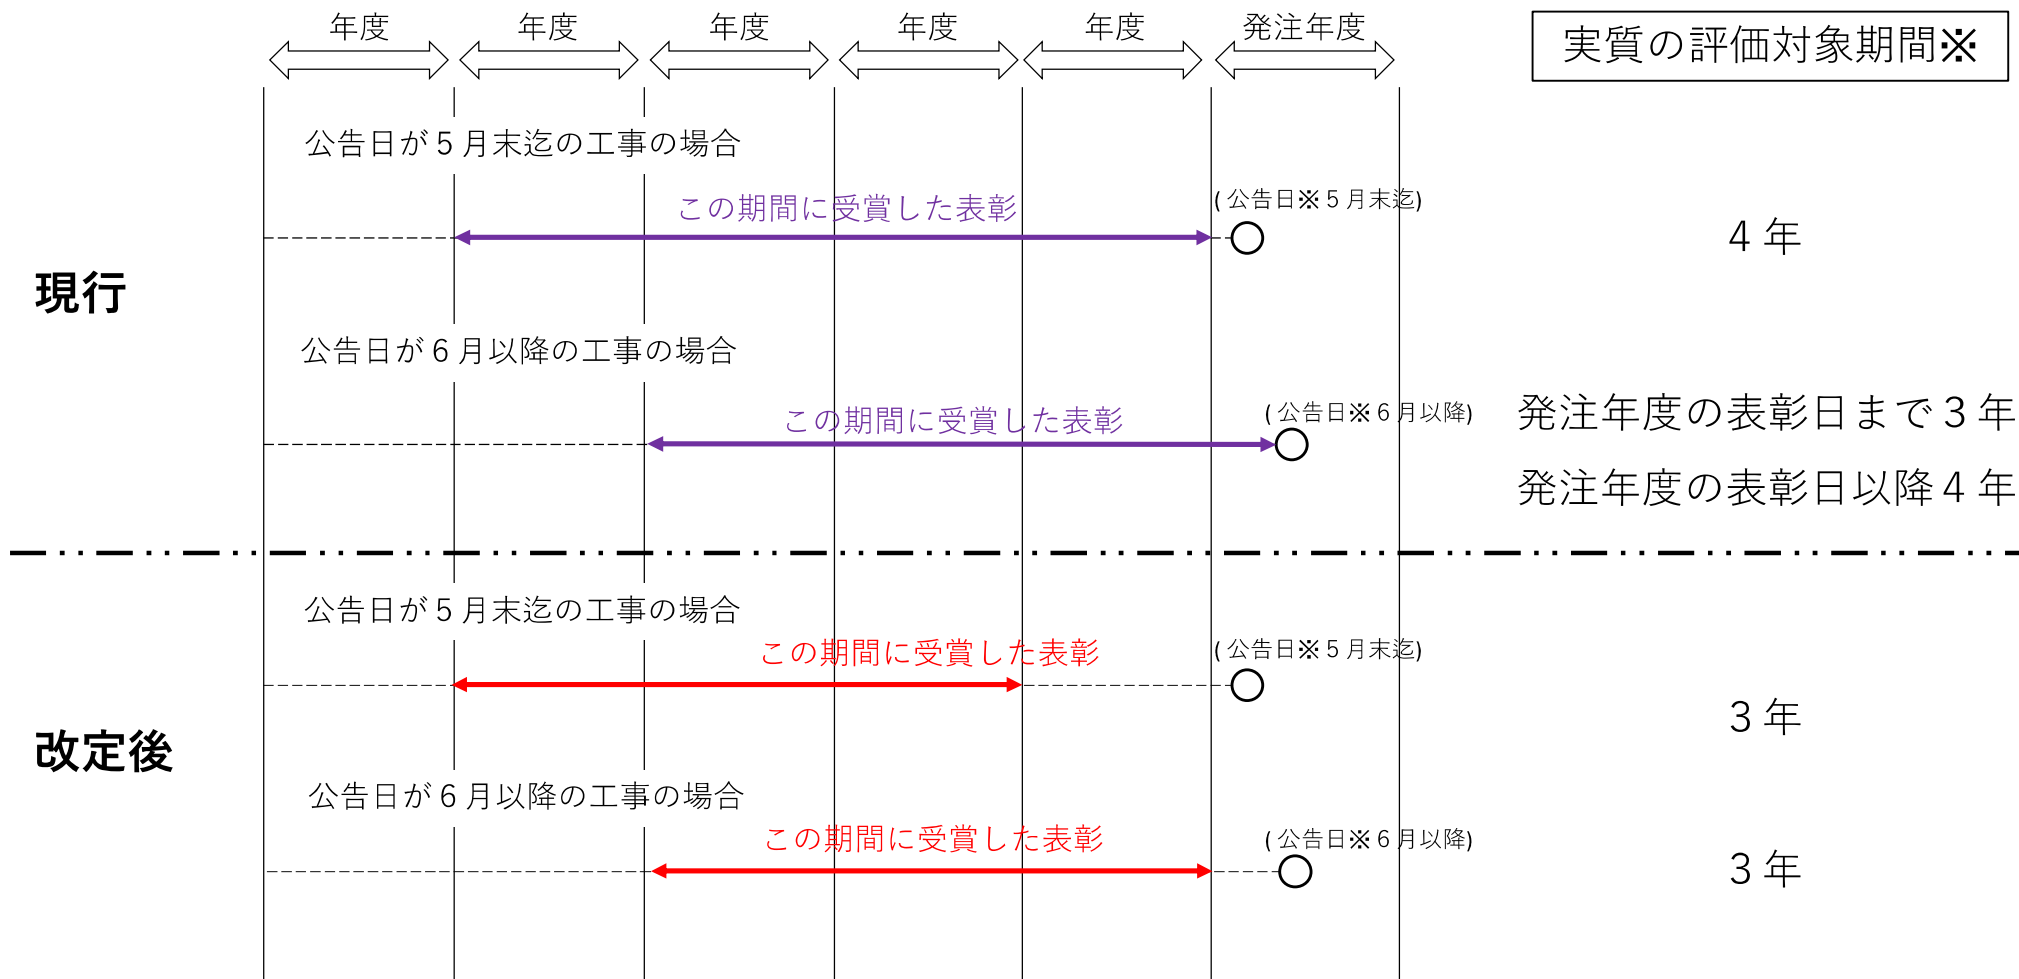 年度 年度 年度 年度 年度 発注年度
実質の評価対象期間※
公告日が5月末迄の工事の場合
この期間に受賞した表彰
(公告日※5月末迄)
4年
現行
公告日が6月以降の工事の場合
この期間に受賞した表彰
(公告日※6月以降)
発注年度の表彰日まで3年
発注年度の表彰日以降4年
公告日が5月末迄の工事の場合
この期間に受賞した表彰
(公告日※5月末迄)
3年
改定後
公告日が6月以降の工事の場合
この期間に受賞した表彰
(公告日※6月以降)
3年